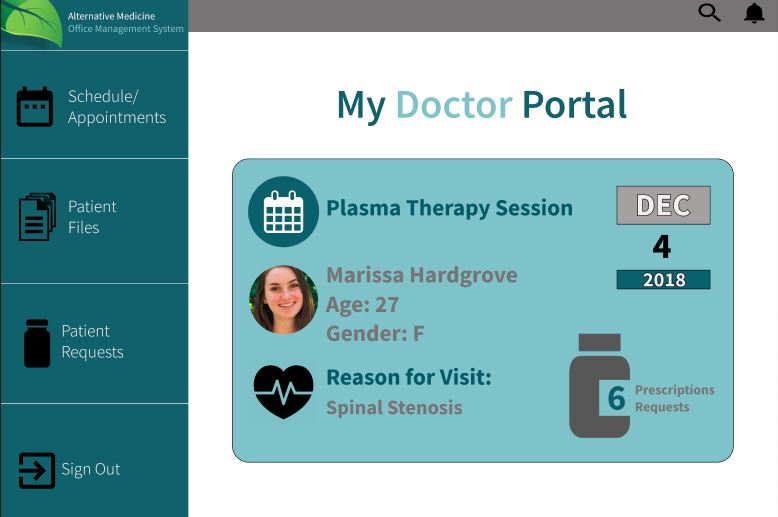 Alternative Medicine
Office Management System
Schedule/
Appointments
Patient
Files
Patient
Requests
Sign Out
My Doctor Portal
Plasma Therapy Session
DEC
4
2018
Marissa Hardgrove
Age: 27
Gender: F
Reason for Visit:
Spinal Stenosis
6
Prescriptions
Requests